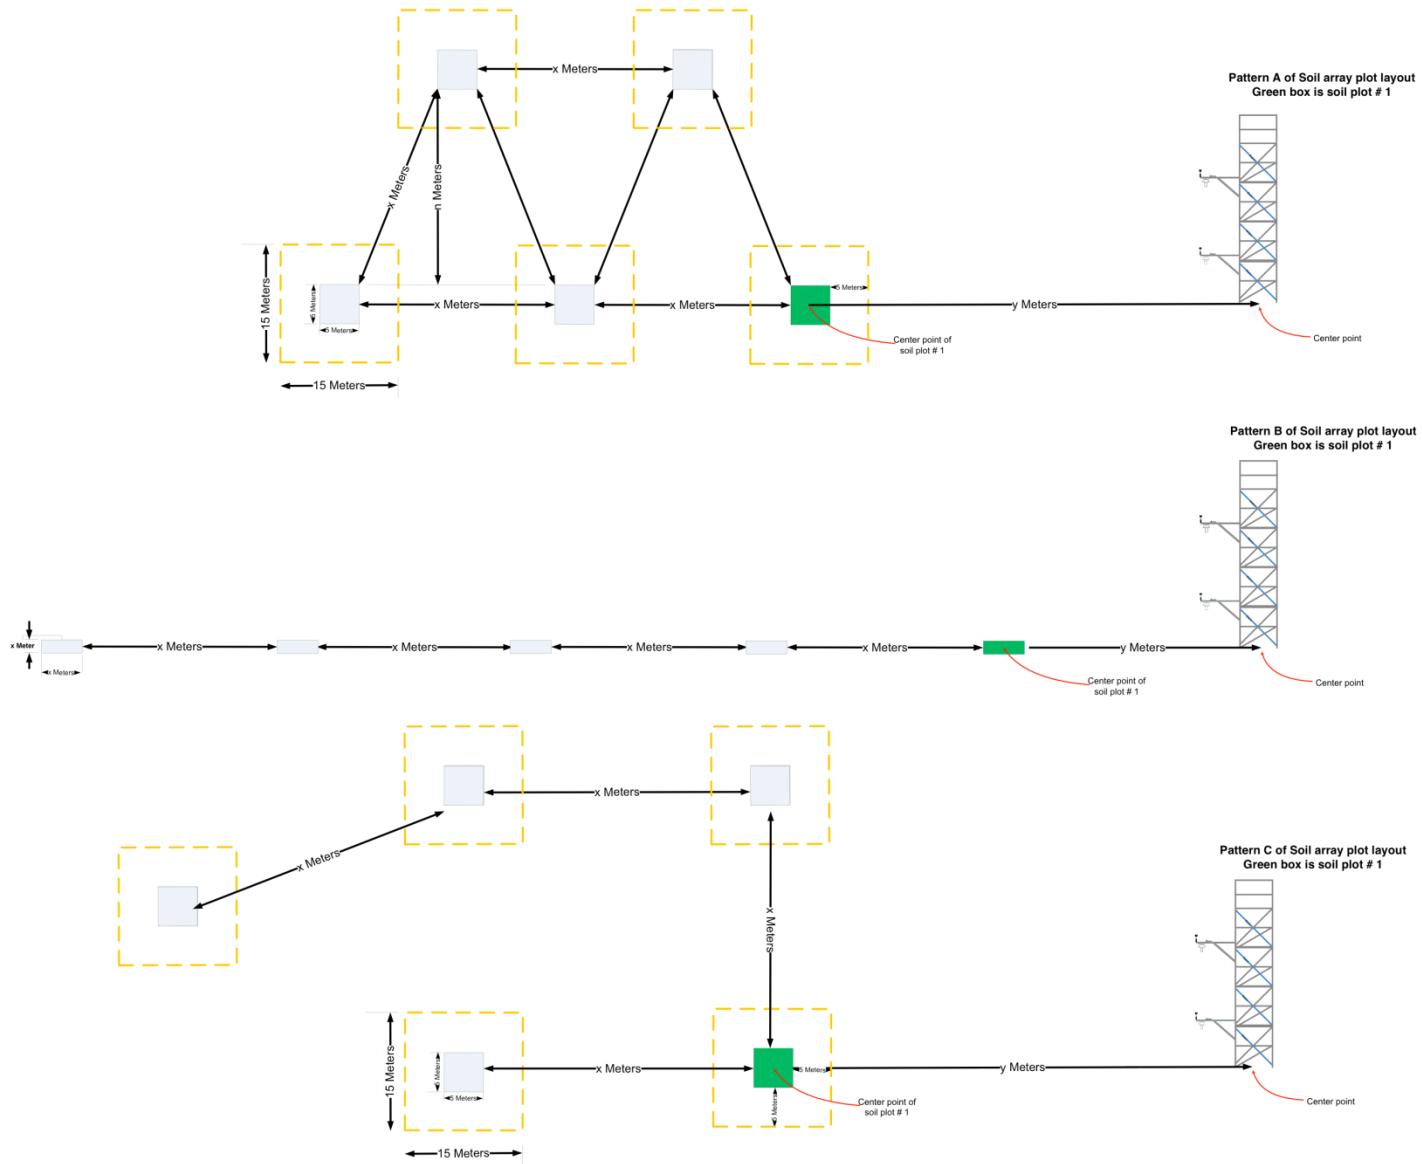 Pattern A of Soil array plot layout
Green box is soil plot # 1
x Meters
x Meters
n Meters
15 Meters
5 Meters
5 Meters
x Meters
x Meters
5 Meters
y Meters
Center point of
soil plot # 1
Center point
15 Meters
Pattern B of Soil array plot layout
Green box is soil plot # 1
x Meter
x Meters
x Meters
x Meters
x Meters
x Meters
y Meters
Center point of
soil plot # 1
Center point
Pattern C of Soil array plot layout
Green box is soil plot # 1
x Meters
x Meters
x Meters
15 Meters
5 Meters
5 Meters
x Meters
5 Meters
5 Meters
y Meters
Center point of
soil plot # 1
Center point
15 Meters